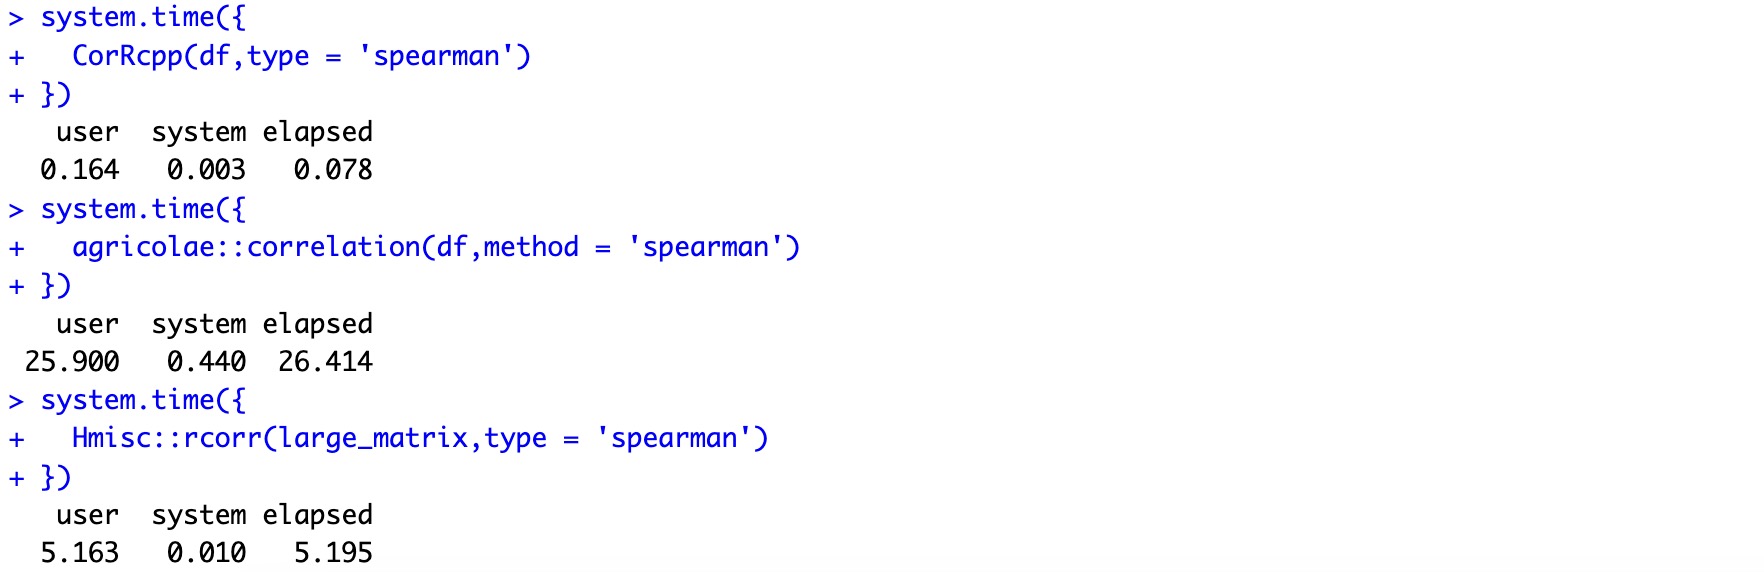 > system.time({
+   CorRcpp(df,type = 'spearman')
+ })
   user  system elapsed
  0.164   0.003   0.078
> system.time({
+   agricolae::correlation(df,method = 'spearman')
+ })
   user  system elapsed
 25.900   0.440  26.414
> system.time({
+   Hmisc::rcorr(large_matrix,type = 'spearman')
+ })
   user  system elapsed
  5.163   0.010   5.195